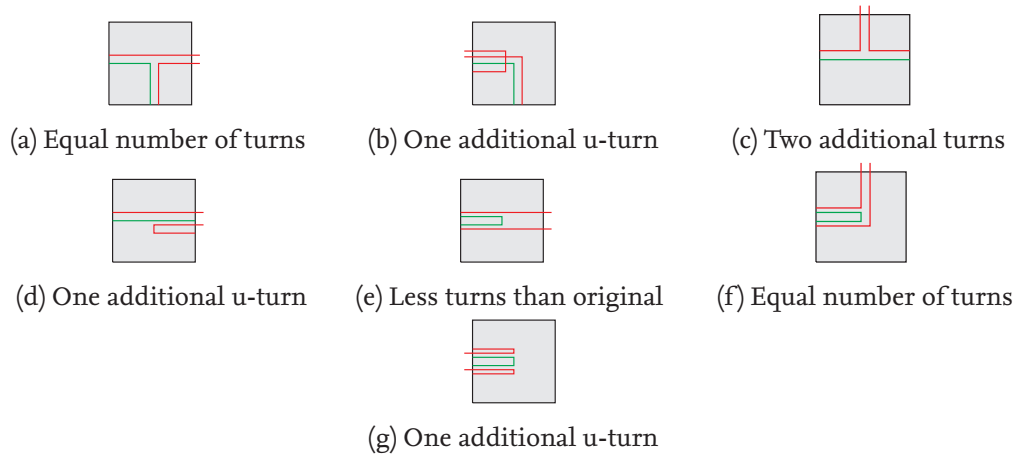 (a) Equal number of turns
(b) One additional u-turn
(c) Two additional turns
(d) One additional u-turn
(e) Less turns than original
(f) Equal number of turns
(g) One additional u-turn